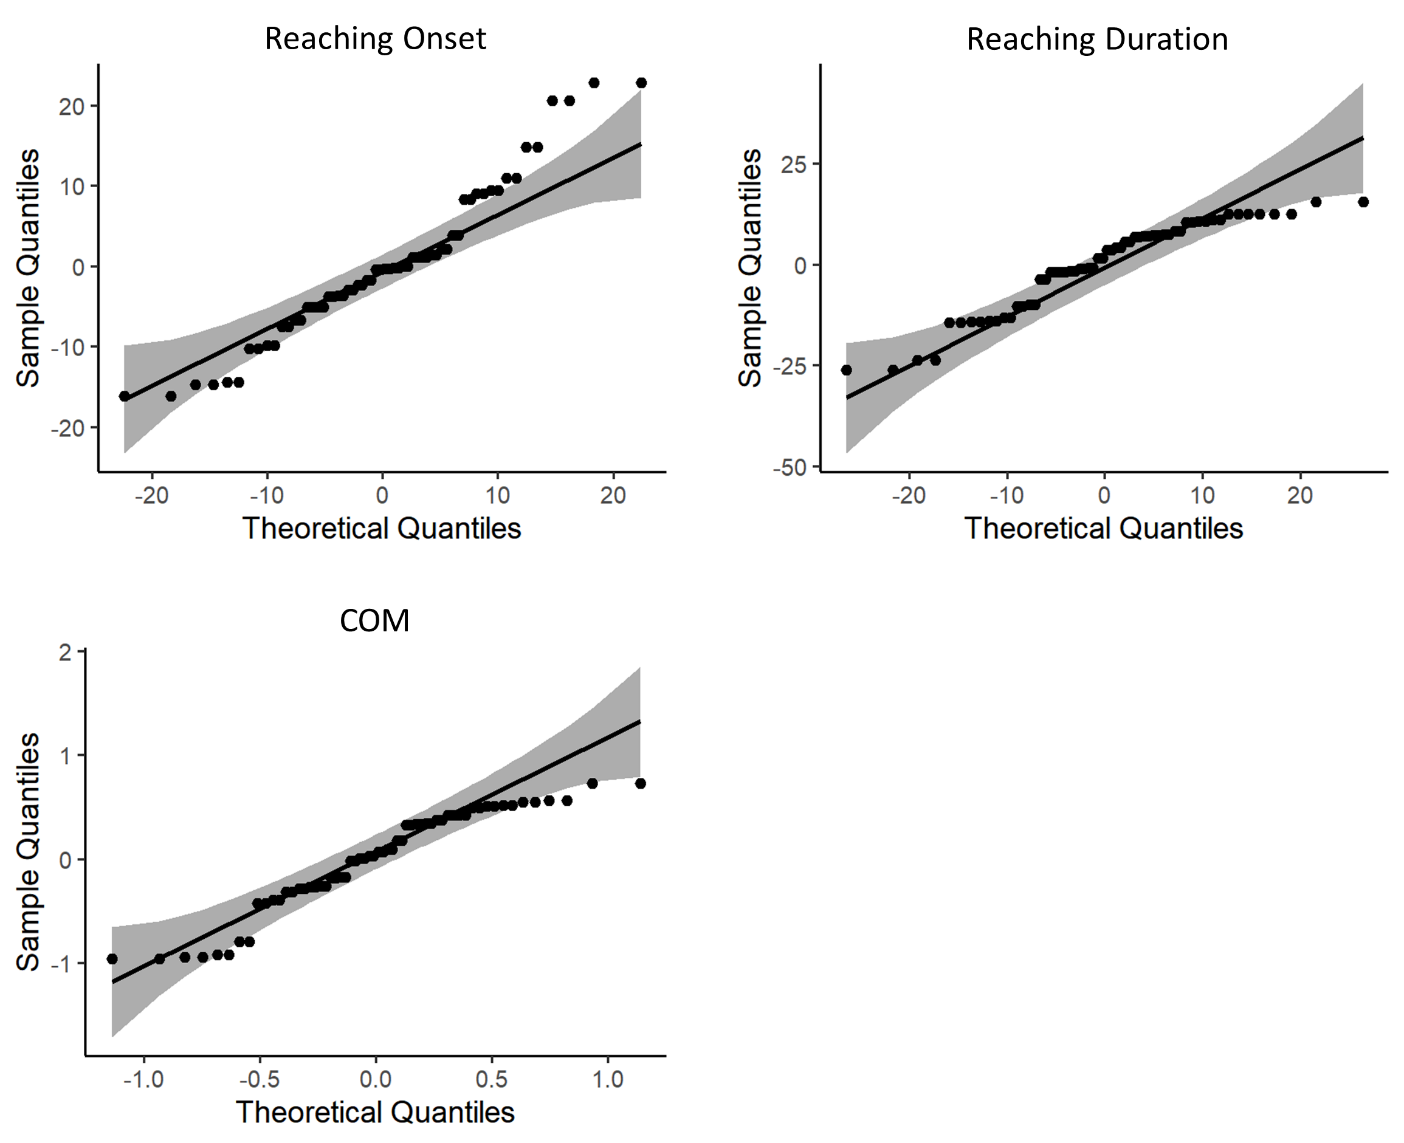 Reaching Onset
Sample Quantiles
20
10
0
-10
-20
-20 -10 0 10 20
Theoretical Quantiles
Reaching Duration
Sample Quantiles
25
0
-25
-50
-20 -10 0 10 20
Theoretical Quantiles
COM
Sample Quantiles
2
1
0
-1
-1.0 -0.5 0.0 0.5 1.0
Theoretical Quantiles